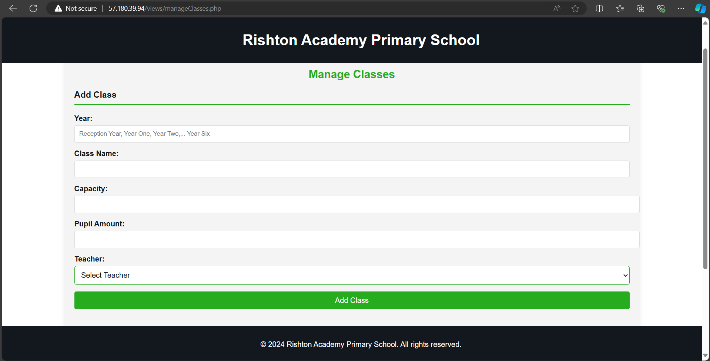 Not secure | 57.180.39.94/views/manageClasses.php
Rishton Academy Primary School
Manage Classes
Add Class
Year:
Reception Year, Year One, Year Two,... Year Six
Class Name:
Capacity:
Pupil Amount:
Teacher:
Select Teacher
Add Class
© 2024 Rishton Academy Primary School. All rights reserved.